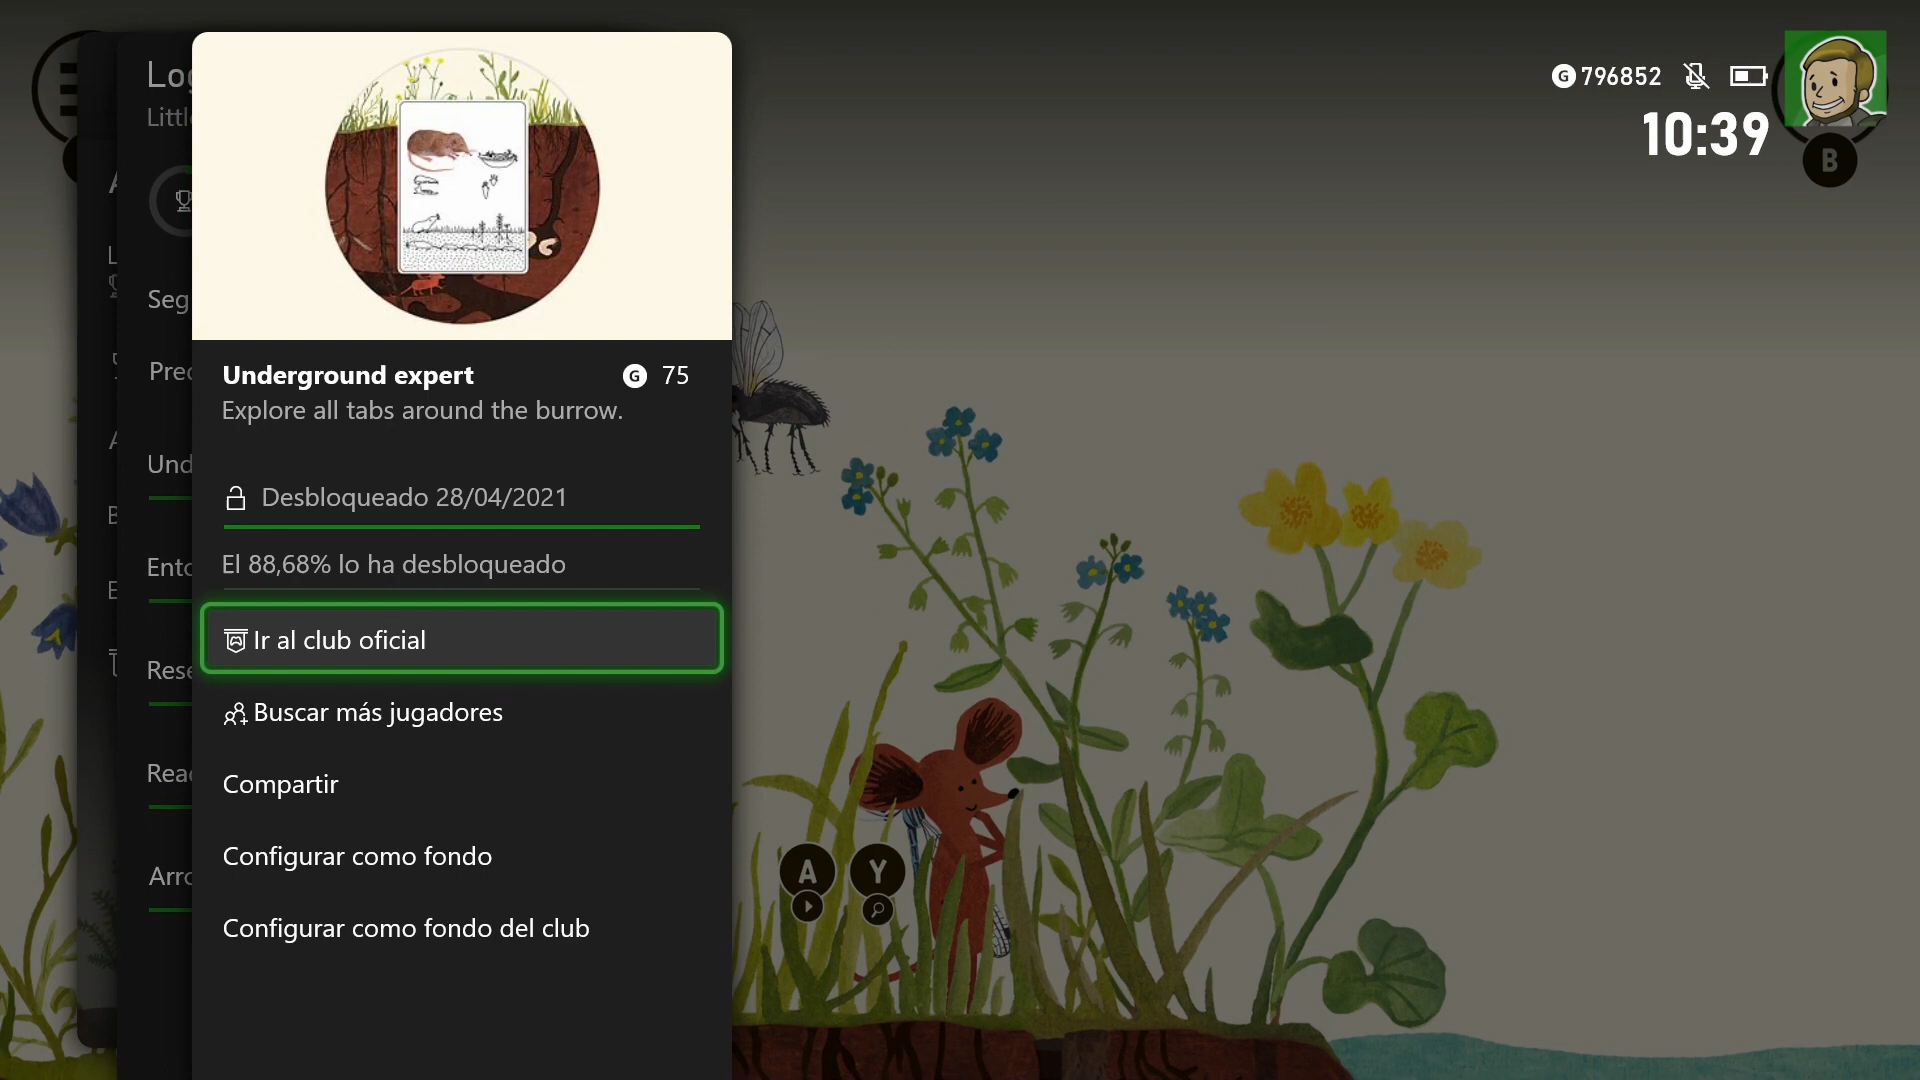 796852
10:39
B
Underground expert
G 75
Explore all tabs around the burrow.
Desbloqueado 28/04/2021
El 88,68% lo ha desbloqueado
Ir al club oficial
Buscar más jugadores
Compartir
Configurar como fondo
Configurar como fondo del club
A Y